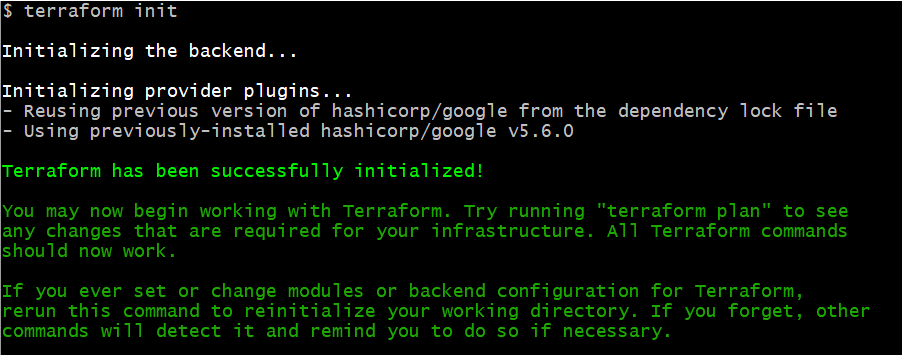 $ terraform init
Initializing the backend...
Initializing provider plugins...
- Reusing previous version of hashicorp/google from the dependency lock file
- Using previously-installed hashicorp/google v5.6.0
Terraform has been successfully initialized!
You may now begin working with Terraform. Try running "terraform plan" to see
any changes that are required for your infrastructure. All Terraform commands
should now work.
If you ever set or change modules or backend configuration for Terraform,
rerun this command to reinitialize your working directory. If you forget, other
commands will detect it and remind you to do so if necessary.